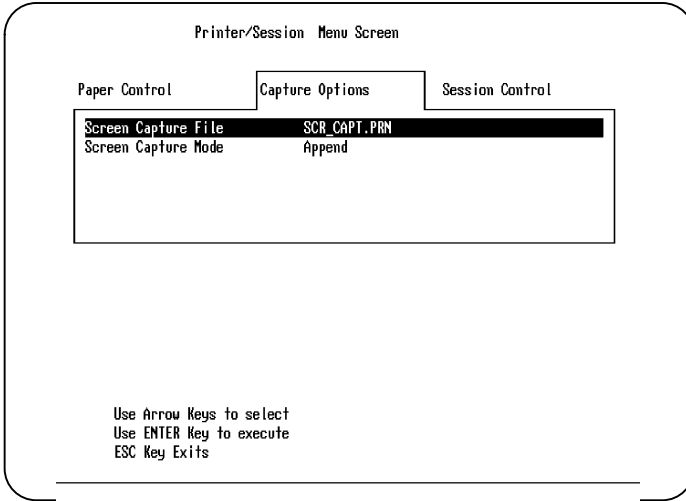 Printer/Session Menu Screen
Paper Control Capture Options Session Control
Screen Capture File SCR_CAPT.PRN
Screen Capture Mode Append
Use Arrow Keys to select
Use ENTER Key to execute
ESC Key Exits